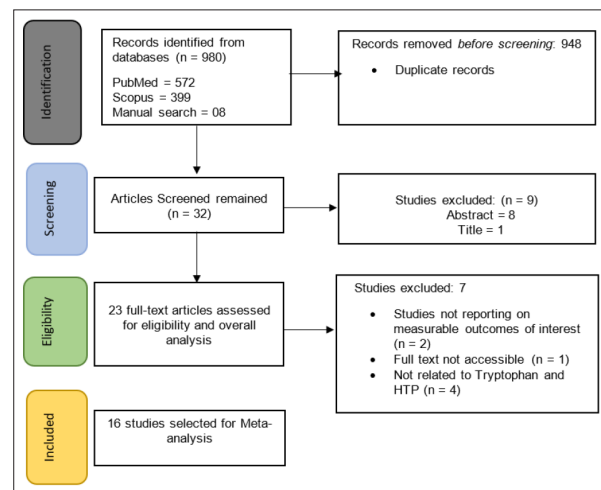 Identification
Records identified from
databases (n = 980)
PubMed = 572
Scopus = 399
Manual search = 08
Records removed before screening: 948
• Duplicate records
Screening
Articles Screened remained
(n = 32)
Studies excluded: (n = 9)
Abstract = 8
Title = 1
Eligibility
23 full-text articles assessed
for eligibility and overall
analysis
Studies excluded: 7
• Studies not reporting on
measurable outcomes of interest
(n = 2)
• Full text not accessible (n = 1)
• Not related to Tryptophan and
HTP (n = 4)
Included
16 studies selected for Meta-
analysis